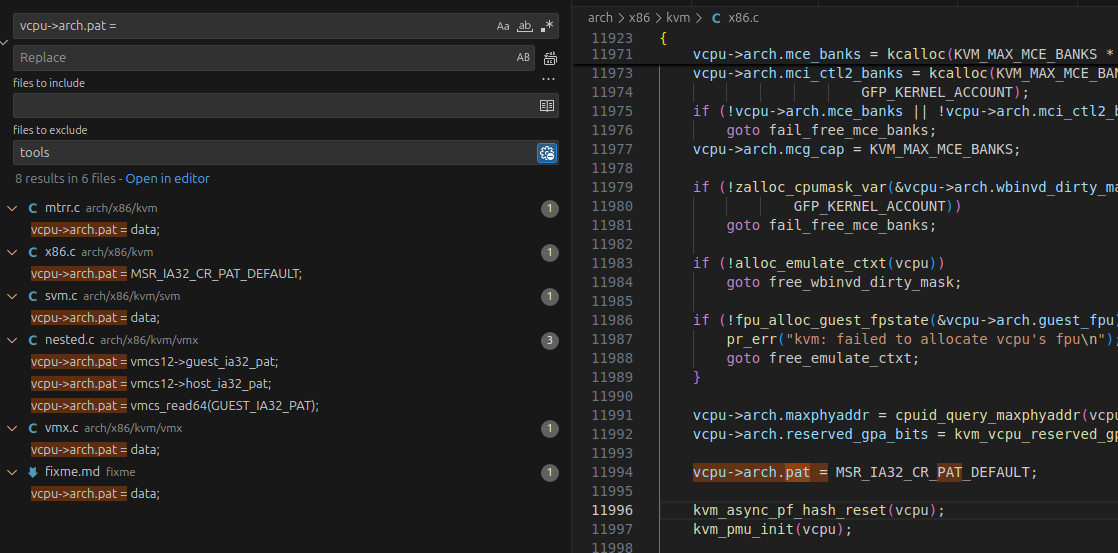 vcpu->arch.pat =
Aa ab .*
Replace
AB
...
files to include
files to exclude
tools
8 results in 6 files - Open in editor
C mtrr.c arch/x86/kvm 1
vcpu->arch.pat = data;
C x86.c arch/x86/kvm 1
vcpu->arch.pat = MSR_IA32_CR_PAT_DEFAULT;
C svm.c arch/x86/kvm/svm 1
vcpu->arch.pat = data;
C nested.c arch/x86/kvm/vmx 3
vcpu->arch.pat = vmcs12->guest_ia32_pat;
vcpu->arch.pat = vmcs12->host_ia32_pat;
vcpu->arch.pat = vmcs_read64(GUEST_IA32_PAT);
C vmx.c arch/x86/kvm/vmx 1
vcpu->arch.pat = data;
fixme.md fixme 1
vcpu->arch.pat = data;
arch > x86 > kvm > C x86.c
11923 {
11971 vcpu->arch.mce_banks = kcalloc(KVM_MAX_MCE_BANKS *
11973 vcpu->arch.mci_ctl2_banks = kcalloc(KVM_MAX_MCE_BAN
11974 GFP_KERNEL_ACCOUNT);
11975 if (!vcpu->arch.mce_banks || !vcpu->arch.mci_ctl2_b
11976 goto fail_free_mce_banks;
11977 vcpu->arch.mcg_cap = KVM_MAX_MCE_BANKS;
11978
11979 if (!zalloc_cpumask_var(&vcpu->arch.wbinvd_dirty_ma
11980 GFP_KERNEL_ACCOUNT))
11981 goto fail_free_mce_banks;
11982
11983 if (!alloc_emulate_ctxt(vcpu))
11984 goto free_wbinvd_dirty_mask;
11985
11986 if (!fpu_alloc_guest_fpstate(&vcpu->arch.guest_fpu)
11987 pr_err("kvm: failed to allocate vcpu's fpu\n");
11988 goto free_emulate_ctxt;
11989 }
11990
11991 vcpu->arch.maxphyaddr = cpuid_query_maxphyaddr(vcpu
11992 vcpu->arch.reserved_gpa_bits = kvm_vcpu_reserved_gp
11993
11994 vcpu->arch.pat = MSR_IA32_CR_PAT_DEFAULT;
11995
11996 kvm_async_pf_hash_reset(vcpu);
11997 kvm_pmu_init(vcpu);
11998